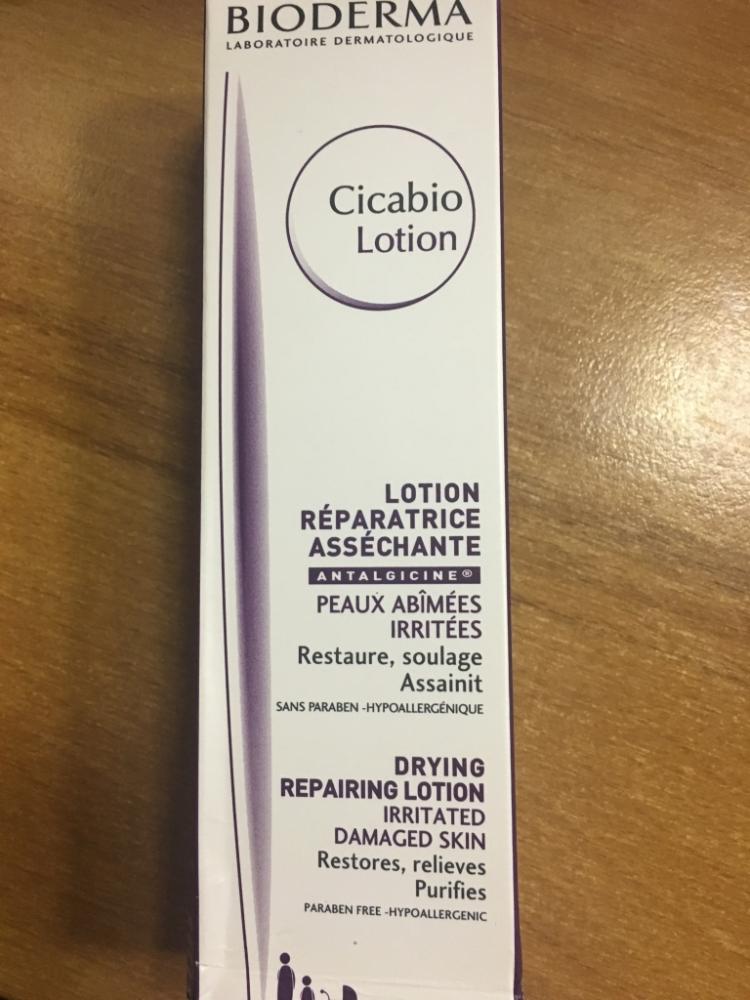 BIODERMA
LABORATOIRE DERMATOLOGIQUE
Cicabio
Lotion
LOTION
RÉPARATRICE
ASSÉCHANTE
ANTALGICINE®
PEAUX ABÎMÉES
IRRITÉES
Restaure, soulage
Assainit
SANS PARABEN -HYPOALLERGÉNIQUE
DRYING
REPAIRING LOTION
IRRITATED
DAMAGED SKIN
Restores, relieves
Purifies
PARABEN FREE -HYPOALLERGENIC